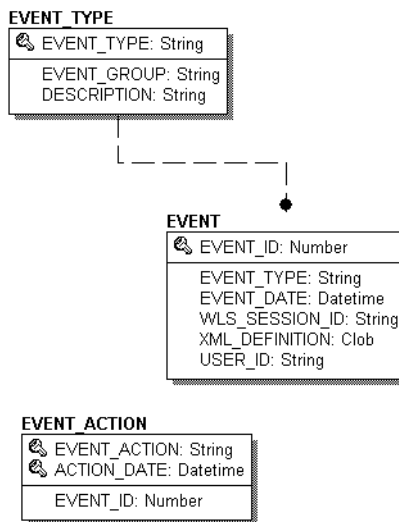 EVENT_TYPE
EVENT_TYPE: String
EVENT_GROUP: String
DESCRIPTION: String
EVENT
EVENT_ID: Number
EVENT_TYPE: String
EVENT_DATE: Datetime
WLS_SESSION_ID: String
XML_DEFINITION: Clob
USER_ID: String
EVENT_ACTION
EVENT_ACTION: String
ACTION_DATE: Datetime
EVENT_ID: Number